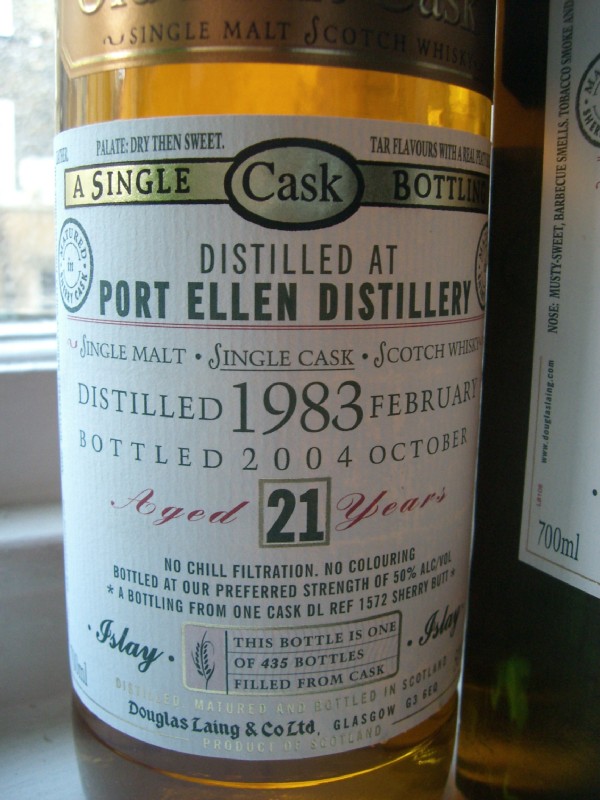 SINGLE MALT SCOTCH WHISKY
PALATE: DRY THEN SWEET.
TAR FLAVOURS WITH A REAL
A SINGLE Cask BOTTLING
MATURED
in
SHERRY CASK
DISTILLED AT
PORT ELLEN DISTILLERY
SINGLE MALT • SINGLE CASK • SCOTCH WHISKY
DISTILLED 1983 FEBRUARY
BOTTLED 2004 OCTOBER
Aged 21 Years
NO CHILL FILTRATION. NO COLOURING
BOTTLED AT OUR PREFERRED STRENGTH OF 50% ALC/VOL
* A BOTTLING FROM ONE CASK DL REF 1572 SHERRY BUTT *
• Islay •
THIS BOTTLE IS ONE
OF 435 BOTTLES
FILLED FROM CASK
• Islay
DISTILLED, MATURED AND BOTTLED IN SCOTLAND
Douglas Laing & Co Ltd, GLASGOW G3 6EQ
PRODUCT OF SCOTLAND
NOSE: MUSTY-SWEET, BARBECUE SMELLS, TOBACCO SMOKE AND
www.douglaslaing.com
700ml